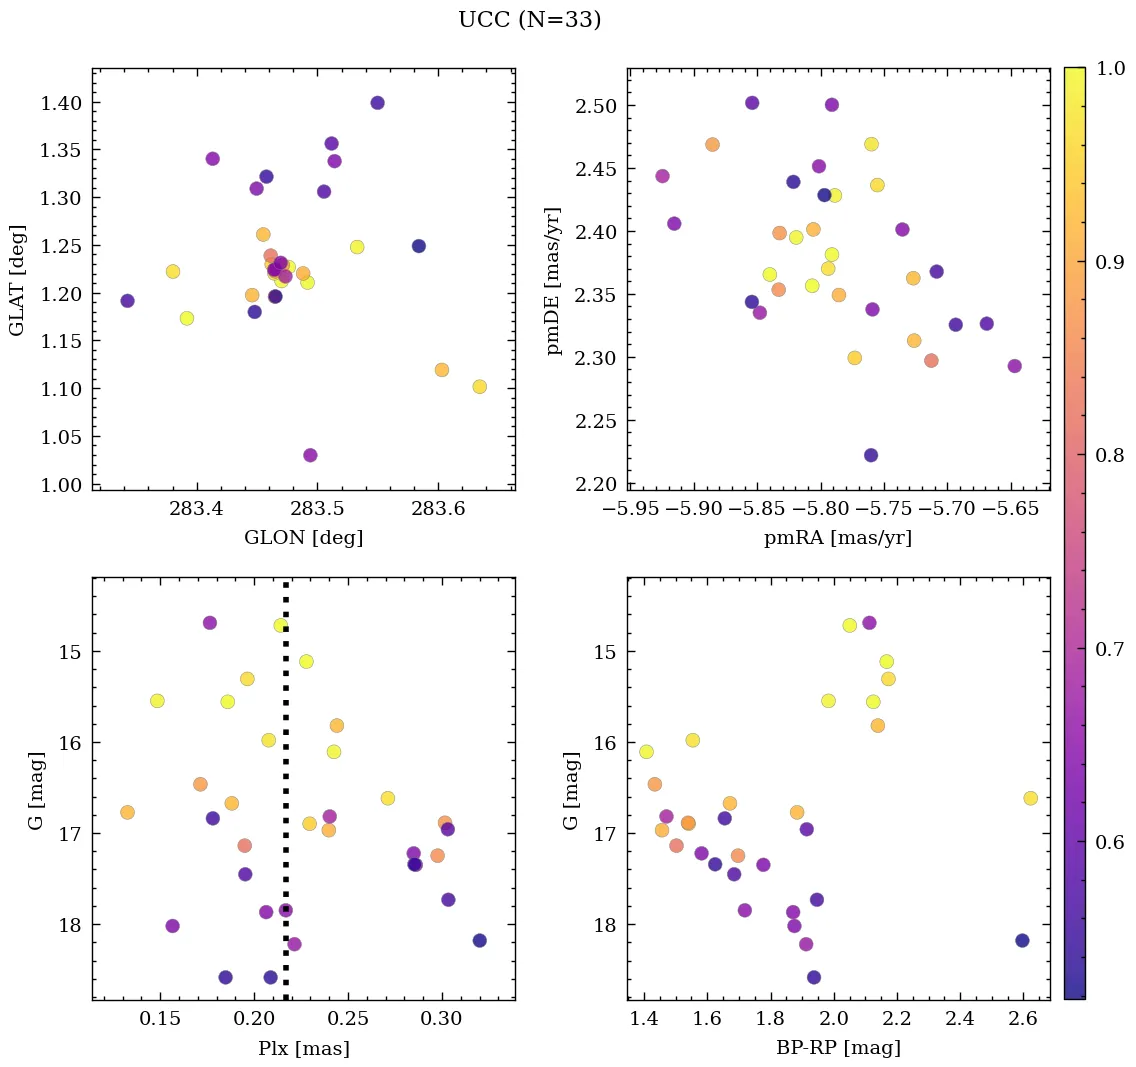 UCC (N=33)
1.40
1.35
1.30
1.25
1.20
1.15
1.10
1.05
1.00
GLAT [deg]
283.4 283.5 283.6
GLON [deg]
2.50
2.45
2.40
2.35
2.30
2.25
2.20
pmDE [mas/yr]
−5.95 −5.90 −5.85 −5.80 −5.75 −5.70 −5.65
pmRA [mas/yr]
1.0
0.9
0.8
0.7
0.6
15
16
17
18
G [mag]
0.15 0.20 0.25 0.30
Plx [mas]
15
16
17
18
G [mag]
1.4 1.6 1.8 2.0 2.2 2.4 2.6
BP-RP [mag]